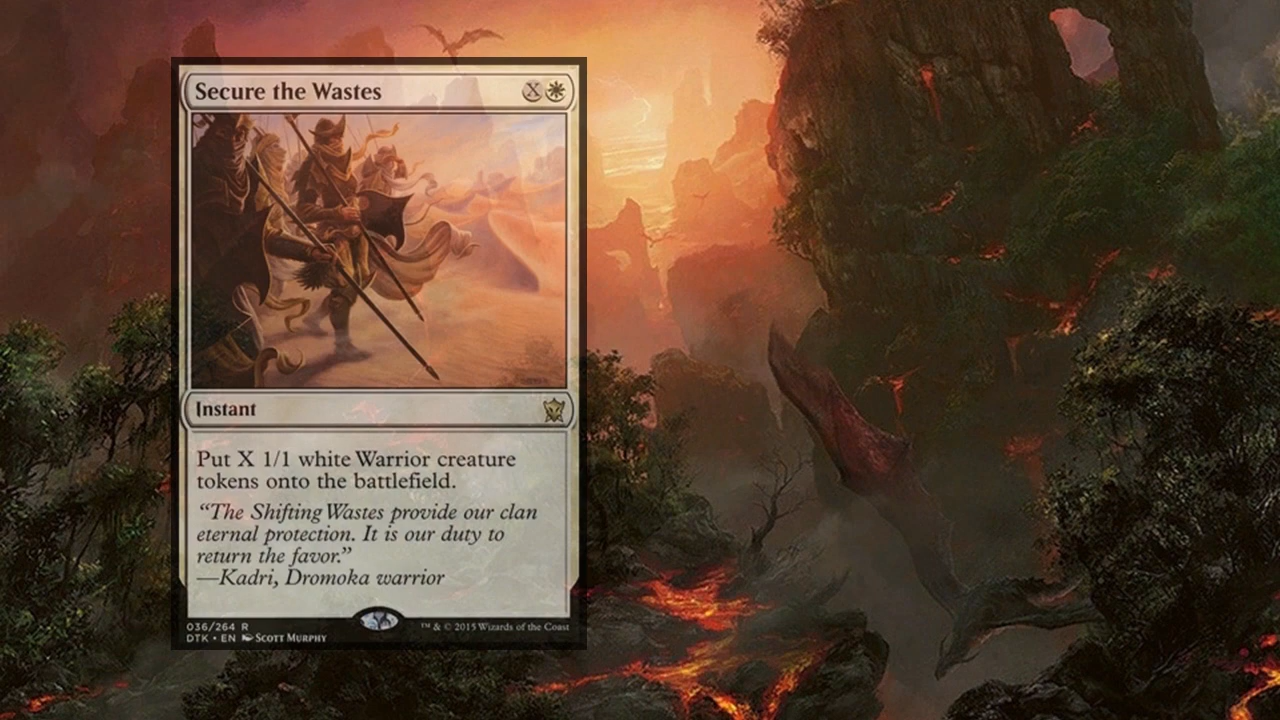 Secure the Wastes X
Instant
Put X 1/1 white Warrior creature
tokens onto the battlefield.
“The Shifting Wastes provide our clan
eternal protection. It is our duty to
return the favor.”
—Kadri, Dromoka warrior
036/264 R
DTK • EN Scott Murphy
™ & © 2015 Wizards of the Coast